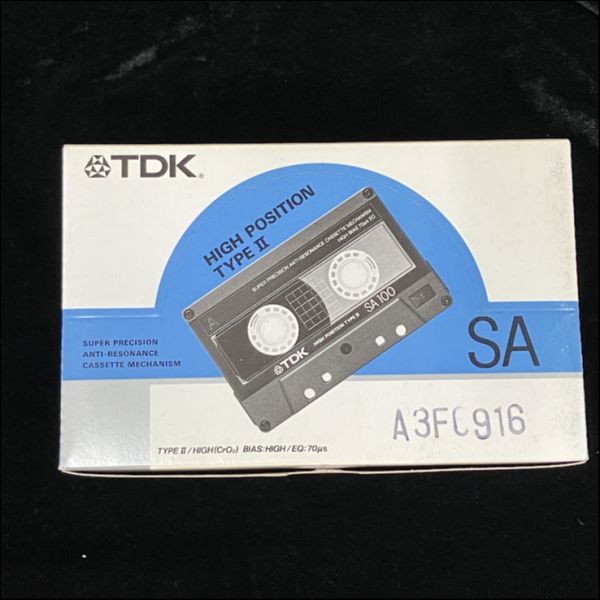 TDK®
HIGH POSITION
TYPE II
SUPER PRECISION ANTI-RESONANCE CASSETTE MECHANISM
HIGH BIAS 70μs EQ
A
SA 100
HIGH POSITION TYPE II
TDK
SUPER PRECISION
ANTI-RESONANCE
CASSETTE MECHANISM
SA
A3FC916
TYPE II/HIGH(CrO₂) BIAS:HIGH/EQ:70μs